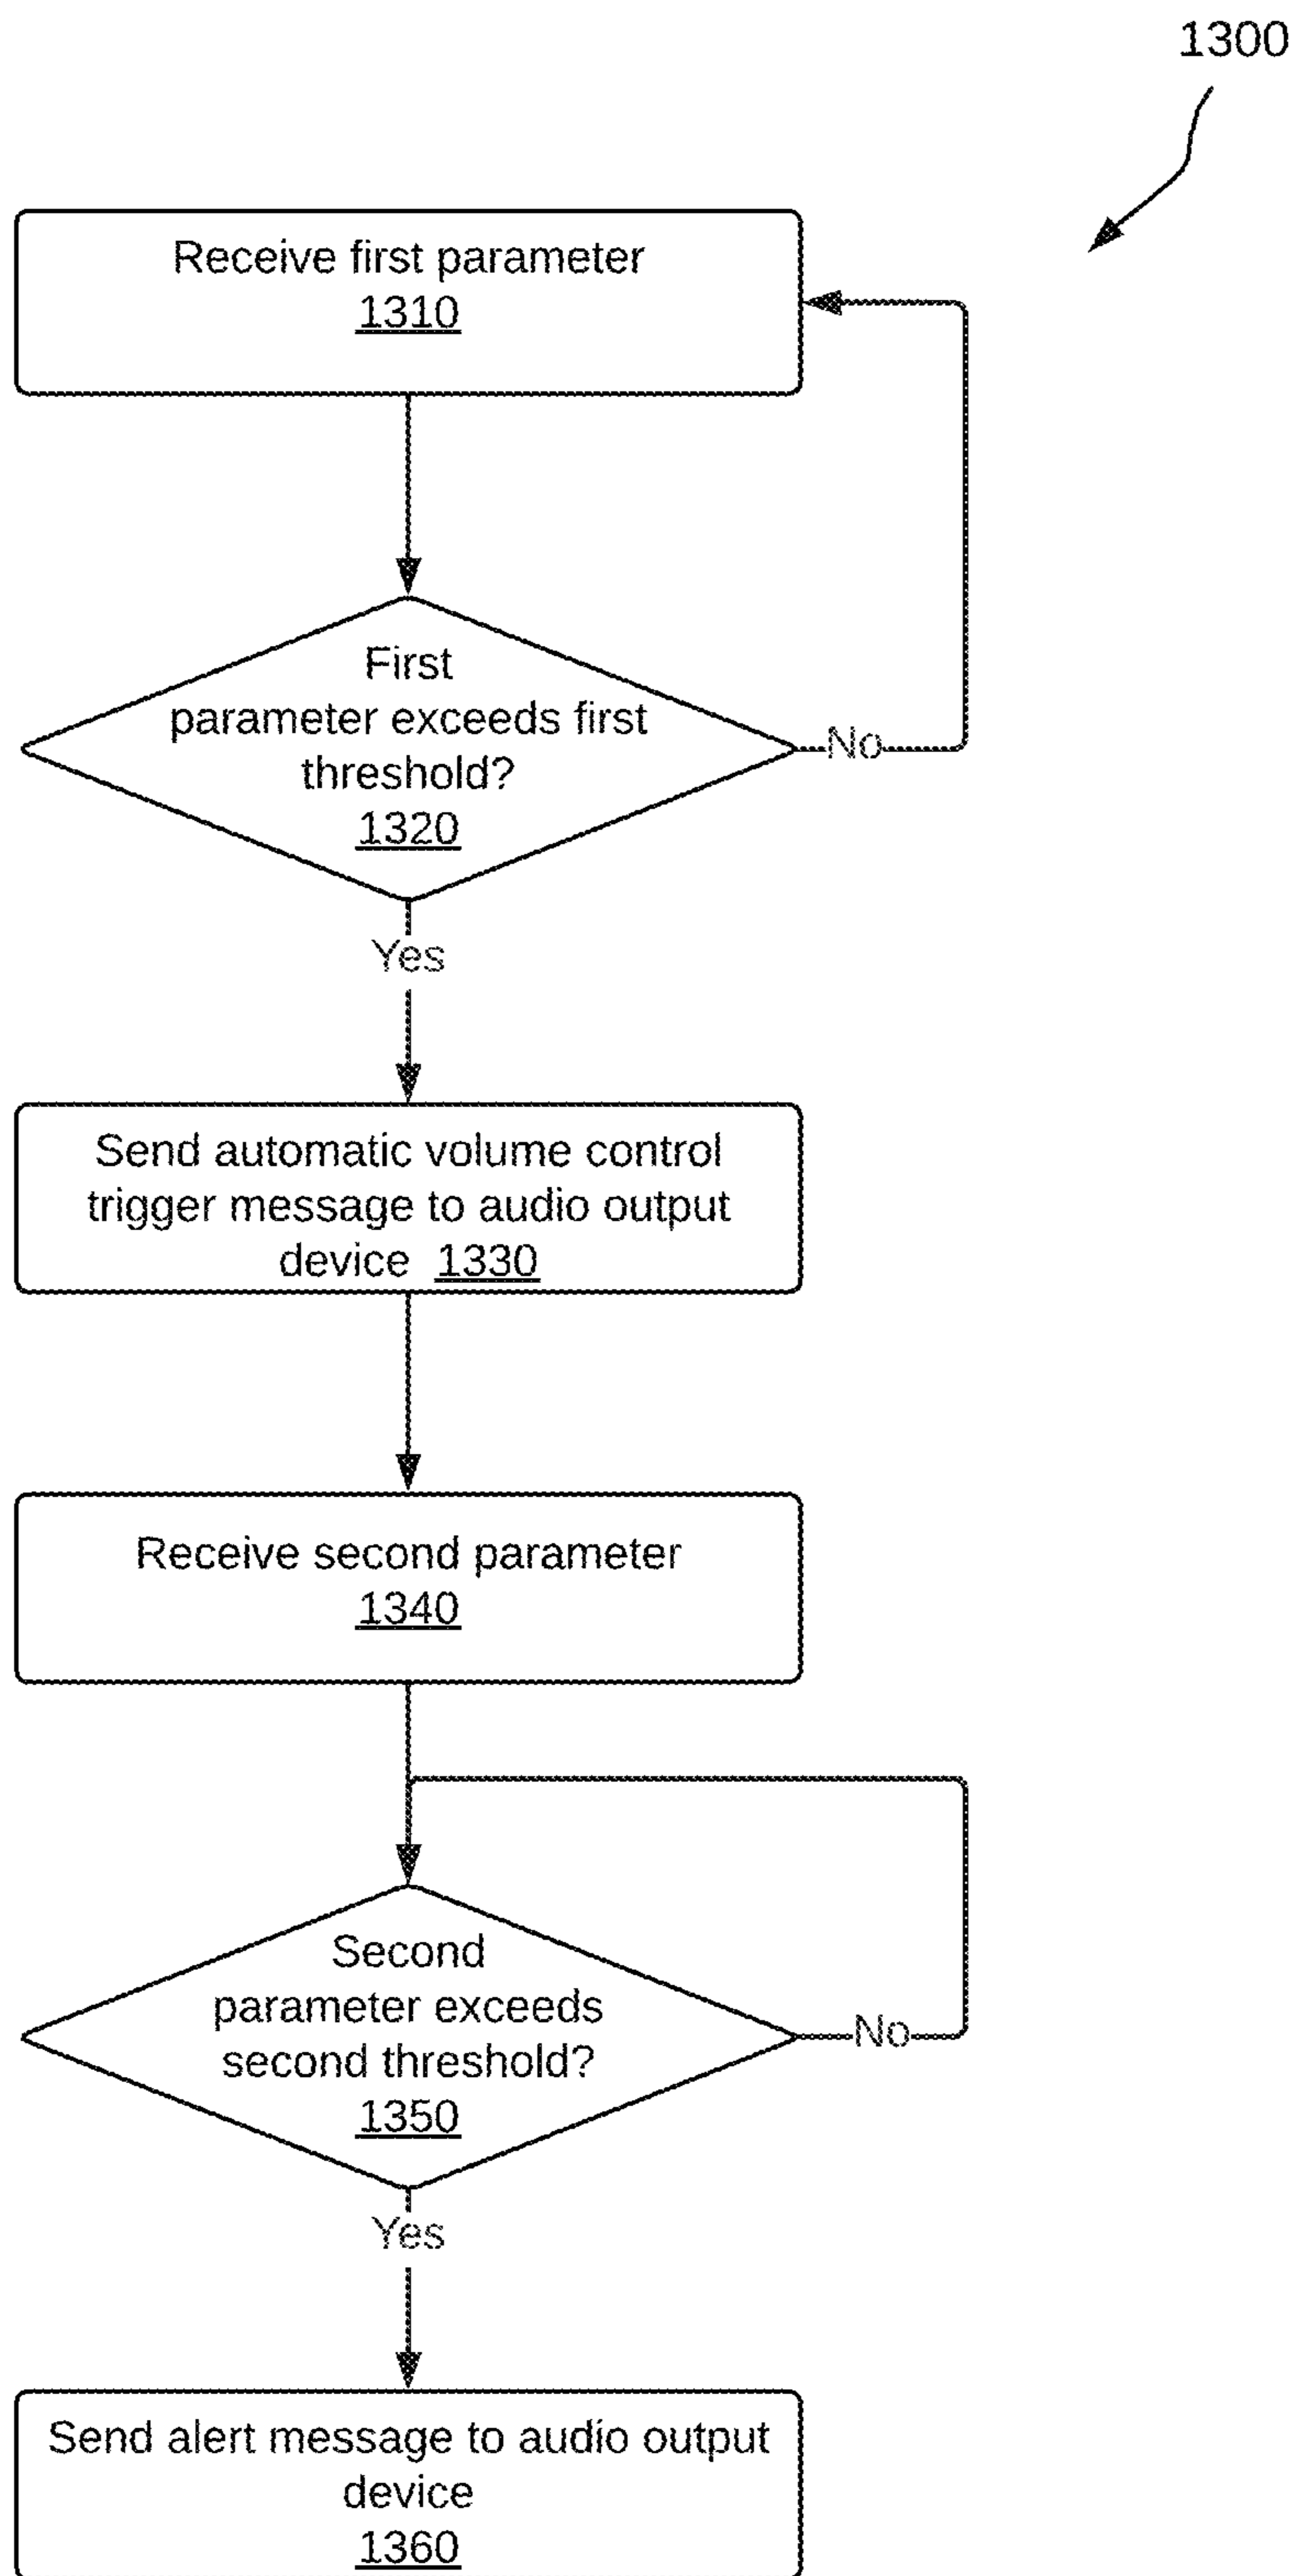 1300
Receive first parameter
1310
First
parameter exceeds first
threshold?
1320
No
Yes
Send automatic volume control
trigger message to audio output
device 1330
Receive second parameter
1340
Second
parameter exceeds
second threshold?
1350
No
Yes
Send alert message to audio output
device
1360